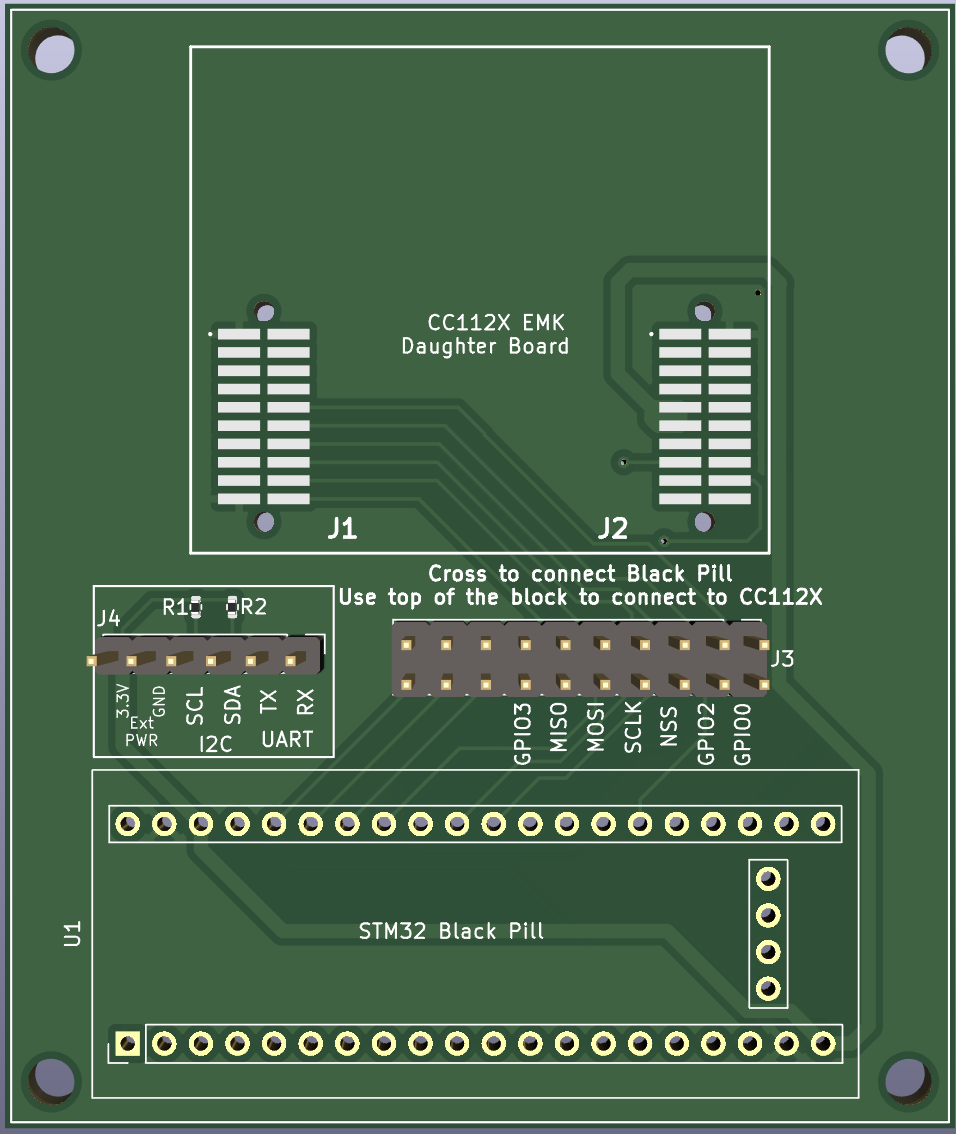 CC112X EMK
Daughter Board
J1
J2
Cross to connect Black Pill
Use top of the block to connect to CC112X
R1
R2
J4
J3
3.3V
GND
SCL
SDA
TX
RX
Ext
PWR
I2C
UART
GPIO3
MISO
MOSI
SCLK
NSS
GPIO2
GPIO0
U1
STM32 Black Pill